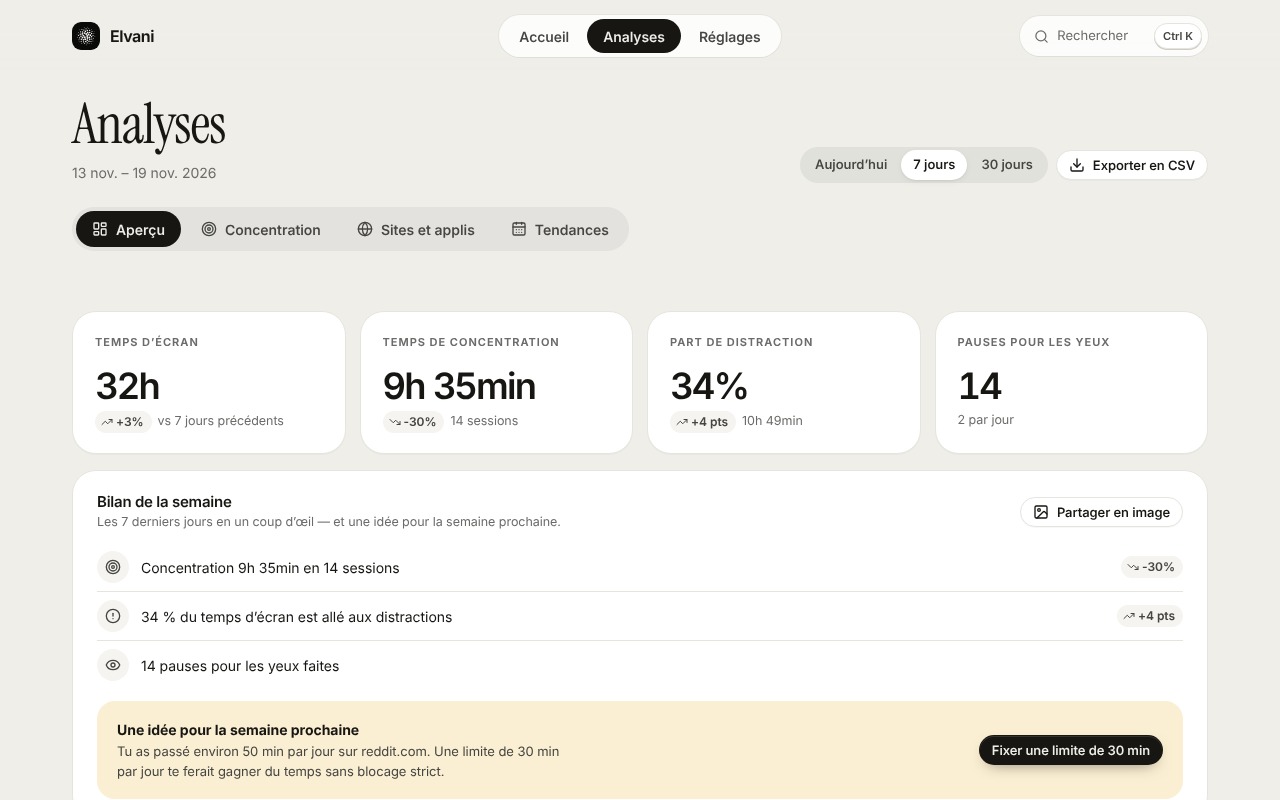 Elvani
Accueil
Analyses
Réglages
Rechercher
Ctrl K
Analyses
13 nov. – 19 nov. 2026
Aujourd’hui
7 jours
30 jours
Exporter en CSV
Aperçu
Concentration
Sites et applis
Tendances
TEMPS D’ÉCRAN
32h
+3% vs 7 jours précédents
TEMPS DE CONCENTRATION
9h 35min
-30% 14 sessions
PART DE DISTRACTION
34%
+4 pts 10h 49min
PAUSES POUR LES YEUX
14
2 par jour
Bilan de la semaine
Les 7 derniers jours en un coup d’œil — et une idée pour la semaine prochaine.
Partager en image
Concentration 9h 35min en 14 sessions
-30%
34 % du temps d’écran est allé aux distractions
+4 pts
14 pauses pour les yeux faites
Une idée pour la semaine prochaine
Tu as passé environ 50 min par jour sur reddit.com. Une limite de 30 min
par jour te ferait gagner du temps sans blocage strict.
Fixer une limite de 30 min